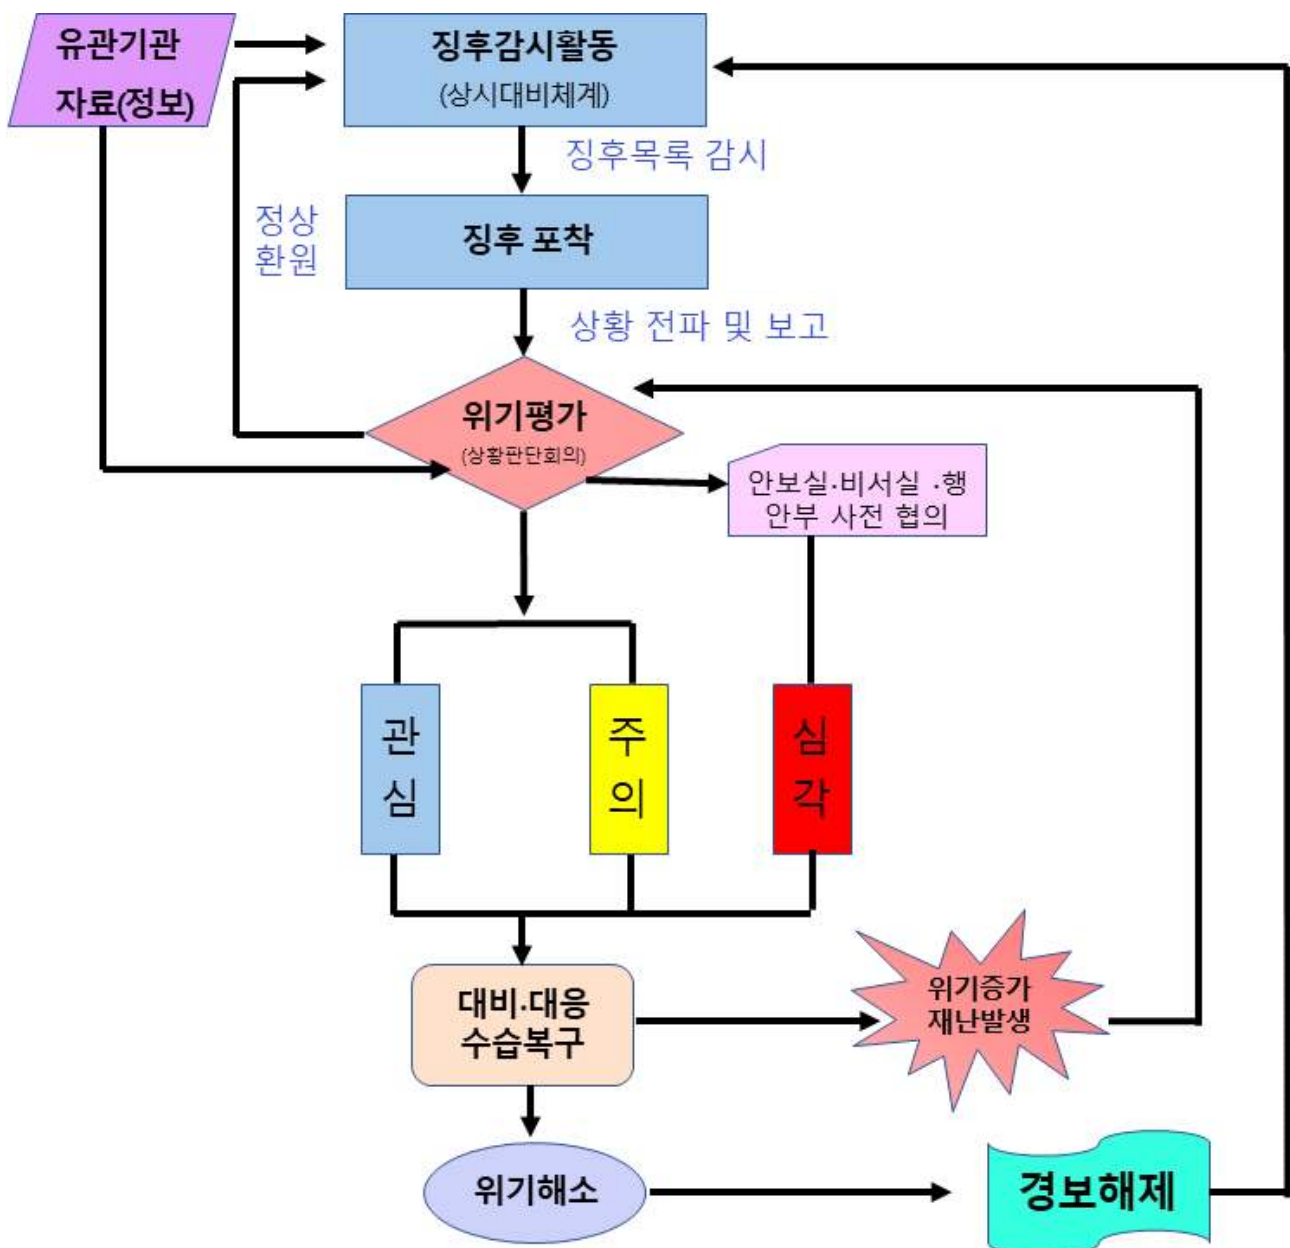 유관기관
자료(정보)
징후감시활동
(상시대비체계)
징후목록 감시
정상
환원
징후 포착
상황 전파 및 보고
위기평가
(상황판단회의)
안보실·비서실 ·행
안부 사전 협의
관
심
주
의
심
각
대비·대응
수습복구
위기증가
재난발생
위기해소
경보해제